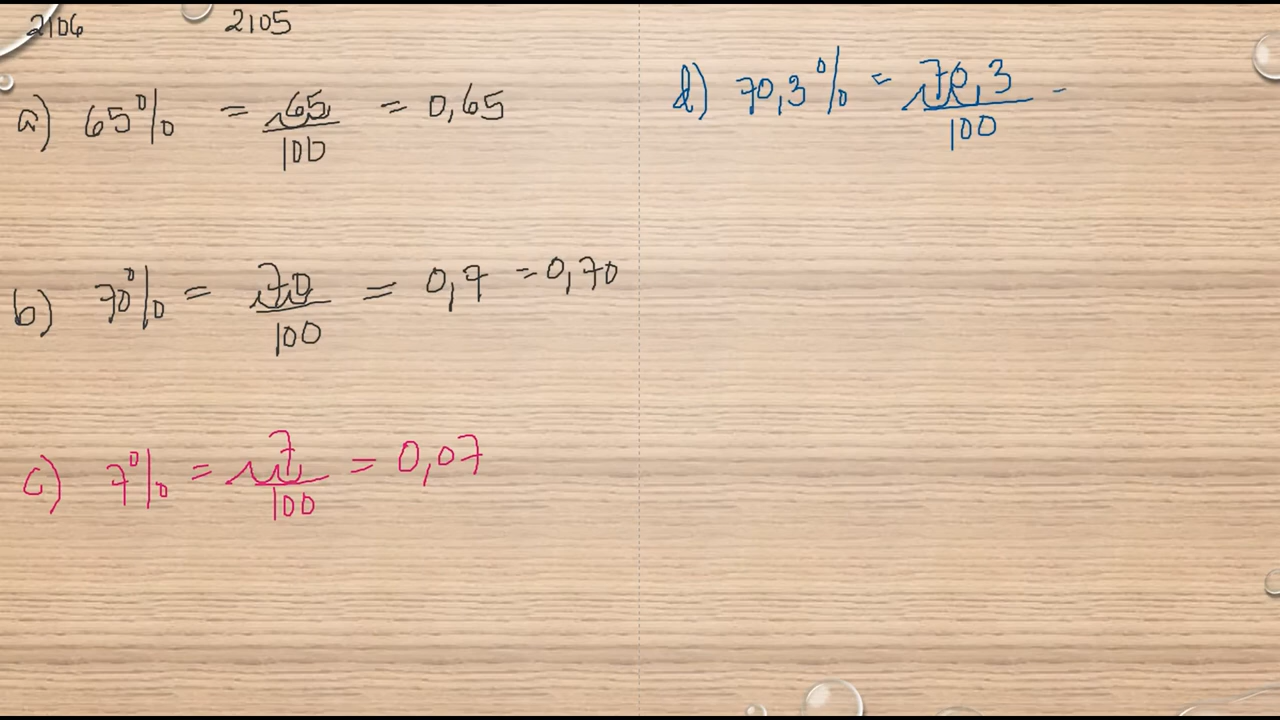 2106 2105
a) 65% = 65/100 = 0,65
b) 70% = 70/100 = 0,7 = 0,70
c) 7% = 7/100 = 0,07
d) 70,3% = 70,3/100 =